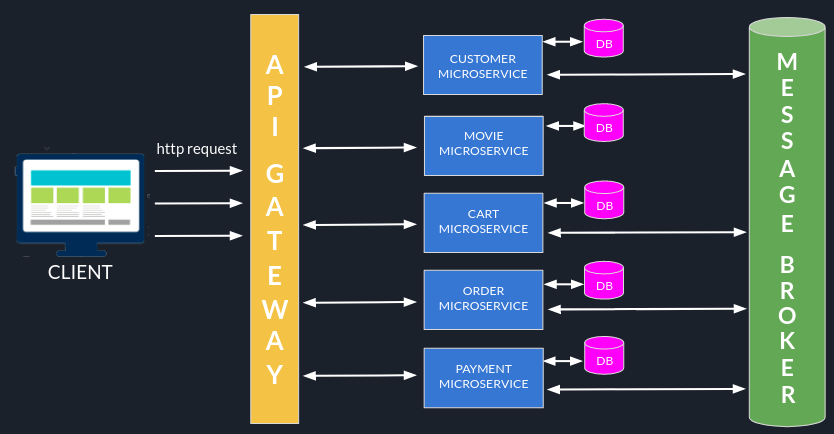 http request
CLIENT
API GATEWAY
CUSTOMER
MICROSERVICE
DB
MOVIE
MICROSERVICE
DB
CART
MICROSERVICE
DB
ORDER
MICROSERVICE
DB
PAYMENT
MICROSERVICE
DB
MESSAGE BROKER